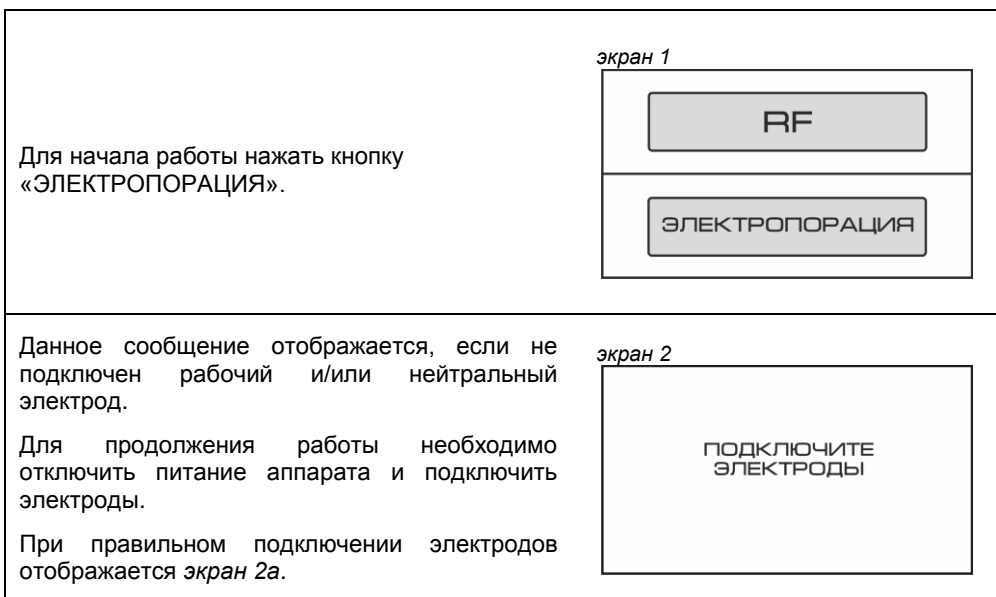 экран 1
RF
Для начала работы нажать кнопку
«ЭЛЕКТРОПОРАЦИЯ».
ЭЛЕКТРОПОРАЦИЯ
Данное сообщение отображается, если не
подключен рабочий и/или нейтральный
электрод.
Для продолжения работы необходимо
отключить питание аппарата и подключить
электроды.
При правильном подключении электродов
отображается экран 2а.
экран 2
ПОДКЛЮЧИТЕ
ЭЛЕКТРОДЫ